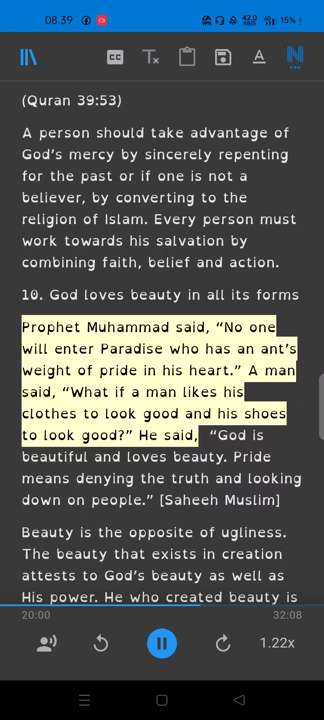 08.39
42.0
KB/S
4G
15%
CC
A
N
(Quran 39:53)
A person should take advantage of
God's mercy by sincerely repenting
for the past or if one is not a
believer, by converting to the
religion of Islam. Every person must
work towards his salvation by
combining faith, belief and action.
10. God loves beauty in all its forms
Prophet Muhammad said, “No one
will enter Paradise who has an ant's
weight of pride in his heart.” A man
said, “What if a man likes his
clothes to look good and his shoes
to look good?” He said, “God is
beautiful and loves beauty. Pride
means denying the truth and looking
down on people.” [Saheeh Muslim]
Beauty is the opposite of ugliness.
The beauty that exists in creation
attests to God's beauty as well as
His power. He who created beauty is
20:00
32:08
1.22x